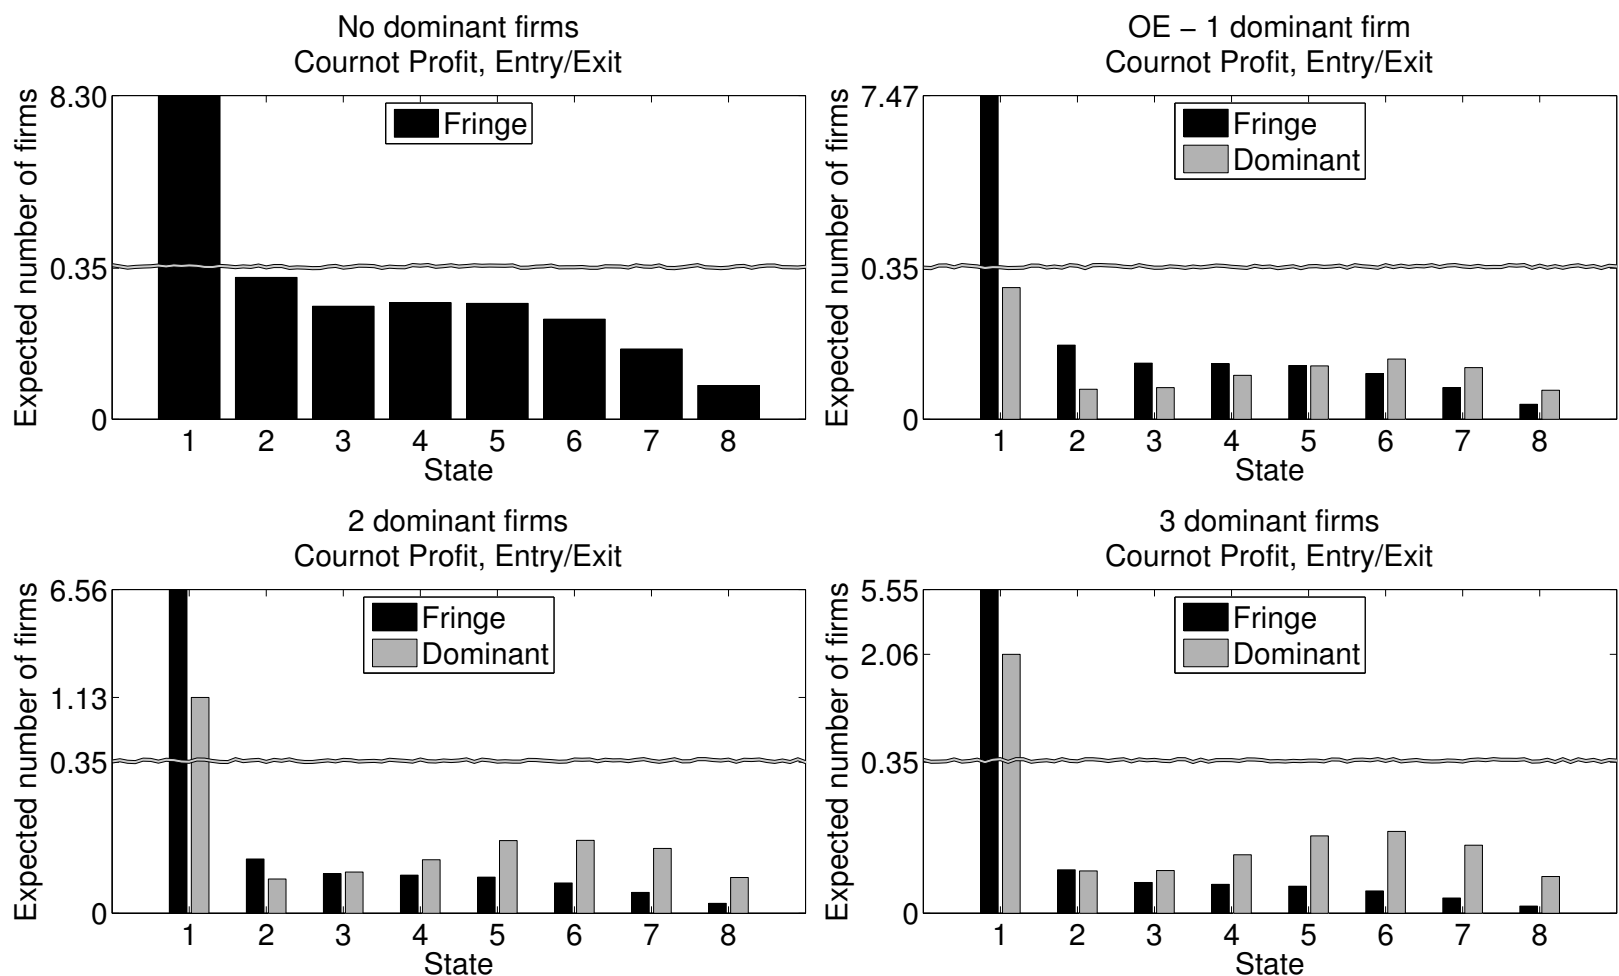 No dominant firms
Cournot Profit, Entry/Exit
Expected number of firms
8.30
0.35
0
Fringe
1 2 3 4 5 6 7 8
State
OE − 1 dominant firm
Cournot Profit, Entry/Exit
Expected number of firms
7.47
0.35
0
Fringe
Dominant
1 2 3 4 5 6 7 8
State
2 dominant firms
Cournot Profit, Entry/Exit
Expected number of firms
6.56
1.13
0.35
0
Fringe
Dominant
1 2 3 4 5 6 7 8
State
3 dominant firms
Cournot Profit, Entry/Exit
Expected number of firms
5.55
2.06
0.35
0
Fringe
Dominant
1 2 3 4 5 6 7 8
State